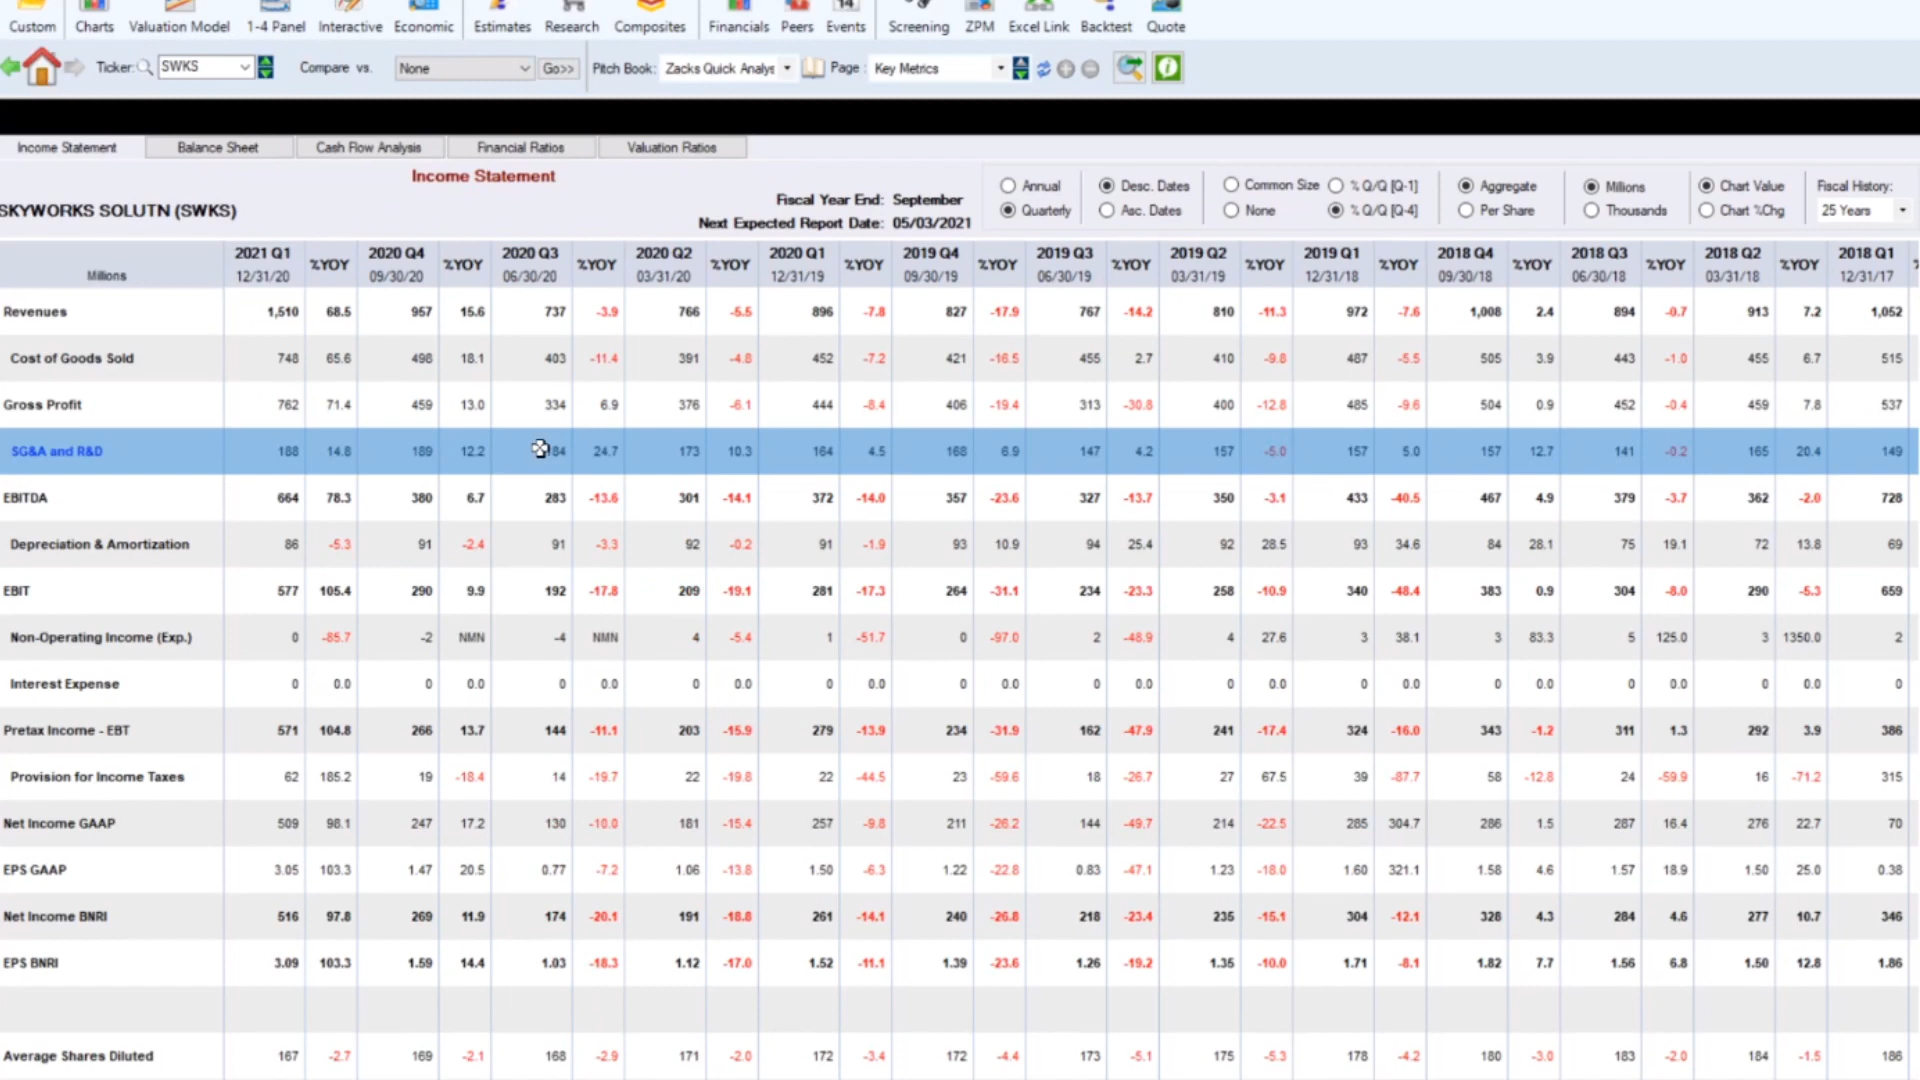 Custom Charts Valuation Model 1-4 Panel Interactive Economic Estimates Research Composites Financials Peers Events Screening ZPM Excel Link Backtest Quote
Ticker: SWKS Compare vs. None Go>> Pitch Book: Zacks Quick Analys Page : Key Metrics
Income Statement Balance Sheet Cash Flow Analysis Financial Ratios Valuation Ratios
Income Statement
SKYWORKS SOLUTN (SWKS)
Fiscal Year End: September
Next Expected Report Date: 05/03/2021
Annual Desc. Dates Common Size % Q/Q [Q-1] Aggregate Millions Chart Value Fiscal History:
Quarterly Asc. Dates None % Q/Q [Q-4] Per Share Thousands Chart %Chg 25 Years
2021 Q1 %YOY 2020 Q4 %YOY 2020 Q3 %YOY 2020 Q2 %YOY 2020 Q1 %YOY 2019 Q4 %YOY 2019 Q3 %YOY 2019 Q2 %YOY 2019 Q1 %YOY 2018 Q4 %YOY 2018 Q3 %YOY 2018 Q2 %YOY 2018 Q1
Millions 12/31/20 09/30/20 06/30/20 03/31/20 12/31/19 09/30/19 06/30/19 03/31/19 12/31/18 09/30/18 06/30/18 03/31/18 12/31/17
Revenues 1,510 68.5 957 15.6 737 -3.9 766 -5.5 896 -7.8 827 -17.9 767 -14.2 810 -11.3 972 -7.6 1,008 2.4 894 -0.7 913 7.2 1,052
Cost of Goods Sold 748 65.6 498 18.1 403 -11.4 391 -4.8 452 -7.2 421 -16.5 455 2.7 410 -9.8 487 -5.5 505 3.9 443 -1.0 455 6.7 515
Gross Profit 762 71.4 459 13.0 334 6.9 376 -6.1 444 -8.4 406 -19.4 313 -30.8 400 -12.8 485 -9.6 504 0.9 452 -0.4 459 7.8 537
SG&A and R&D 188 14.8 189 12.2 24.7 173 10.3 164 4.5 168 6.9 147 4.2 157 -5.0 157 5.0 157 12.7 141 -0.2 165 20.4 149
EBITDA 664 78.3 380 6.7 283 -13.6 301 -14.1 372 -14.0 357 -23.6 327 -13.7 350 -3.1 433 -40.5 467 4.9 379 -3.7 362 -2.0 728
Depreciation & Amortization 86 -5.3 91 -2.4 91 -3.3 92 -0.2 91 -1.9 93 10.9 94 25.4 92 28.5 93 34.6 84 28.1 75 19.1 72 13.8 69
EBIT 577 105.4 290 9.9 192 -17.8 209 -19.1 281 -17.3 264 -31.1 234 -23.3 258 -10.9 340 -48.4 383 0.9 304 -8.0 290 -5.3 659
Non-Operating Income (Exp.) 0 -85.7 -2 NMN -4 NMN 4 -5.4 1 -51.7 0 -97.0 2 -48.9 4 27.6 3 38.1 3 83.3 5 125.0 3 1350.0 2
Interest Expense 0 0.0 0 0.0 0 0.0 0 0.0 0 0.0 0 0.0 0 0.0 0 0.0 0 0.0 0 0.0 0 0.0 0 0.0 0
Pretax Income - EBT 571 104.8 266 13.7 144 -11.1 203 -15.9 279 -13.9 234 -31.9 162 -47.9 241 -17.4 324 -16.0 343 -1.2 311 1.3 292 3.9 386
Provision for Income Taxes 62 185.2 19 -18.4 14 -19.7 22 -19.8 22 -44.5 23 -59.6 18 -26.7 27 67.5 39 -87.7 58 -12.8 24 -59.9 16 -71.2 315
Net Income GAAP 509 98.1 247 17.2 130 -10.0 181 -15.4 257 -9.8 211 -26.2 144 -49.7 214 -22.5 285 304.7 286 1.5 287 16.4 276 22.7 70
EPS GAAP 3.05 103.3 1.47 20.5 0.77 -7.2 1.06 -13.8 1.50 -6.3 1.22 -22.8 0.83 -47.1 1.23 -18.0 1.60 321.1 1.58 4.6 1.57 18.9 1.50 25.0 0.38
Net Income BNRI 516 97.8 269 11.9 174 -20.1 191 -18.8 261 -14.1 240 -26.8 218 -23.4 235 -15.1 304 -12.1 328 4.3 284 4.6 277 10.7 346
EPS BNRI 3.09 103.3 1.59 14.4 1.03 -18.3 1.12 -17.0 1.52 -11.1 1.39 -23.6 1.26 -19.2 1.35 -10.0 1.71 -8.1 1.82 7.7 1.56 6.8 1.50 12.8 1.86
Average Shares Diluted 167 -2.7 169 -2.1 168 -2.9 171 -2.0 172 -3.4 172 -4.4 173 -5.1 175 -5.3 178 -4.2 180 -3.0 183 -2.0 184 -1.5 186